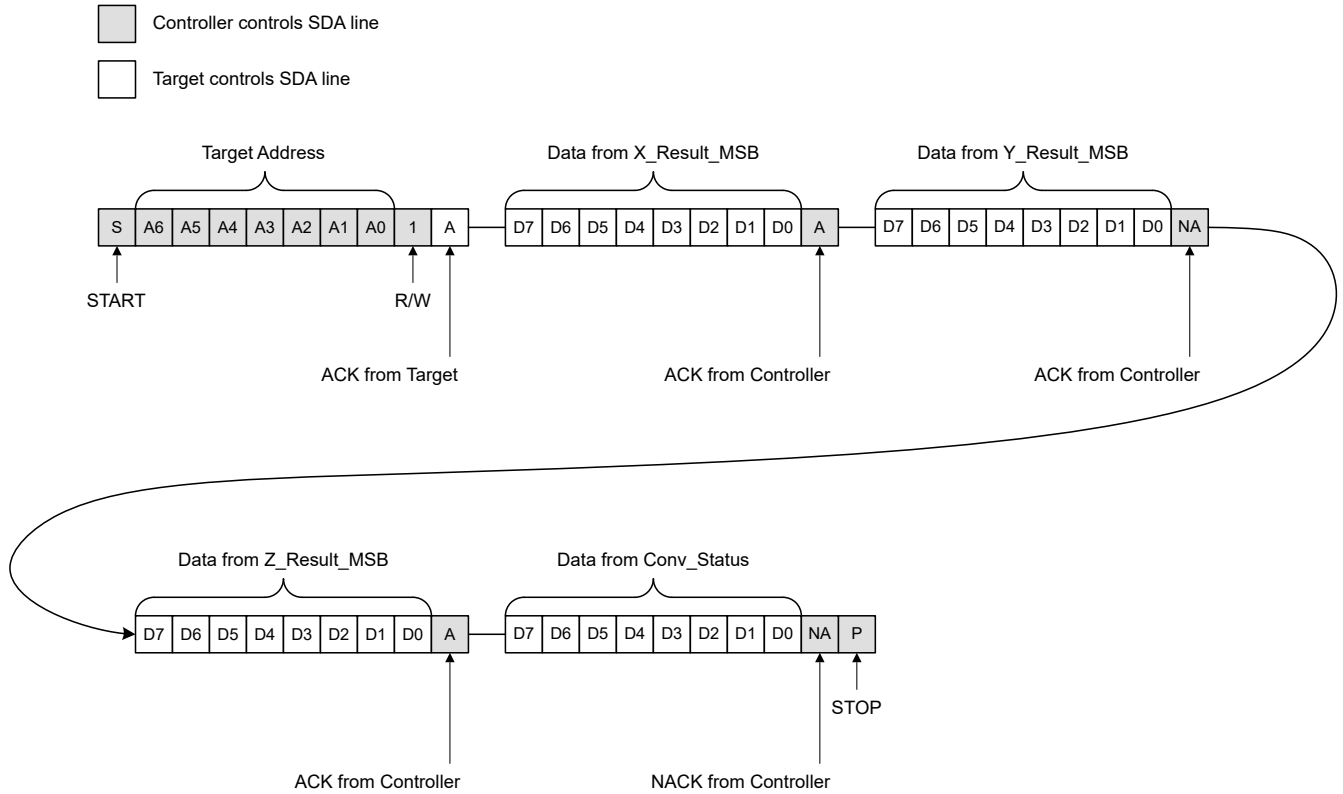 Controller controls SDA line
Target controls SDA line
Target Address
Data from X_Result_MSB
Data from Y_Result_MSB
S A6 A5 A4 A3 A2 A1 A0 1 A D7 D6 D5 D4 D3 D2 D1 D0 A D7 D6 D5 D4 D3 D2 D1 D0 NA
START
R/W
ACK from Target
ACK from Controller
ACK from Controller
Data from Z_Result_MSB
Data from Conv_Status
D7 D6 D5 D4 D3 D2 D1 D0 A D7 D6 D5 D4 D3 D2 D1 D0 NA P
STOP
ACK from Controller
NACK from Controller